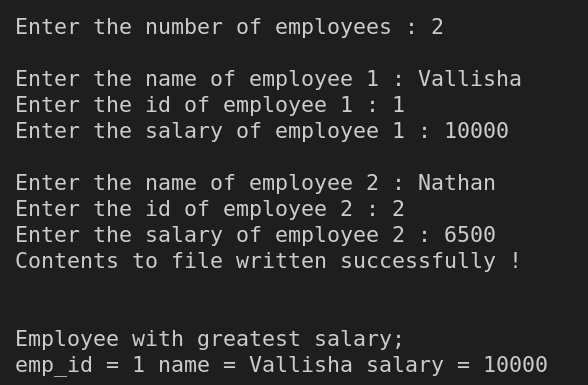 Enter the number of employees : 2
Enter the name of employee 1 : Vallisha
Enter the id of employee 1 : 1
Enter the salary of employee 1 : 10000
Enter the name of employee 2 : Nathan
Enter the id of employee 2 : 2
Enter the salary of employee 2 : 6500
Contents to file written successfully !
Employee with greatest salary;
emp_id = 1 name = Vallisha salary = 10000